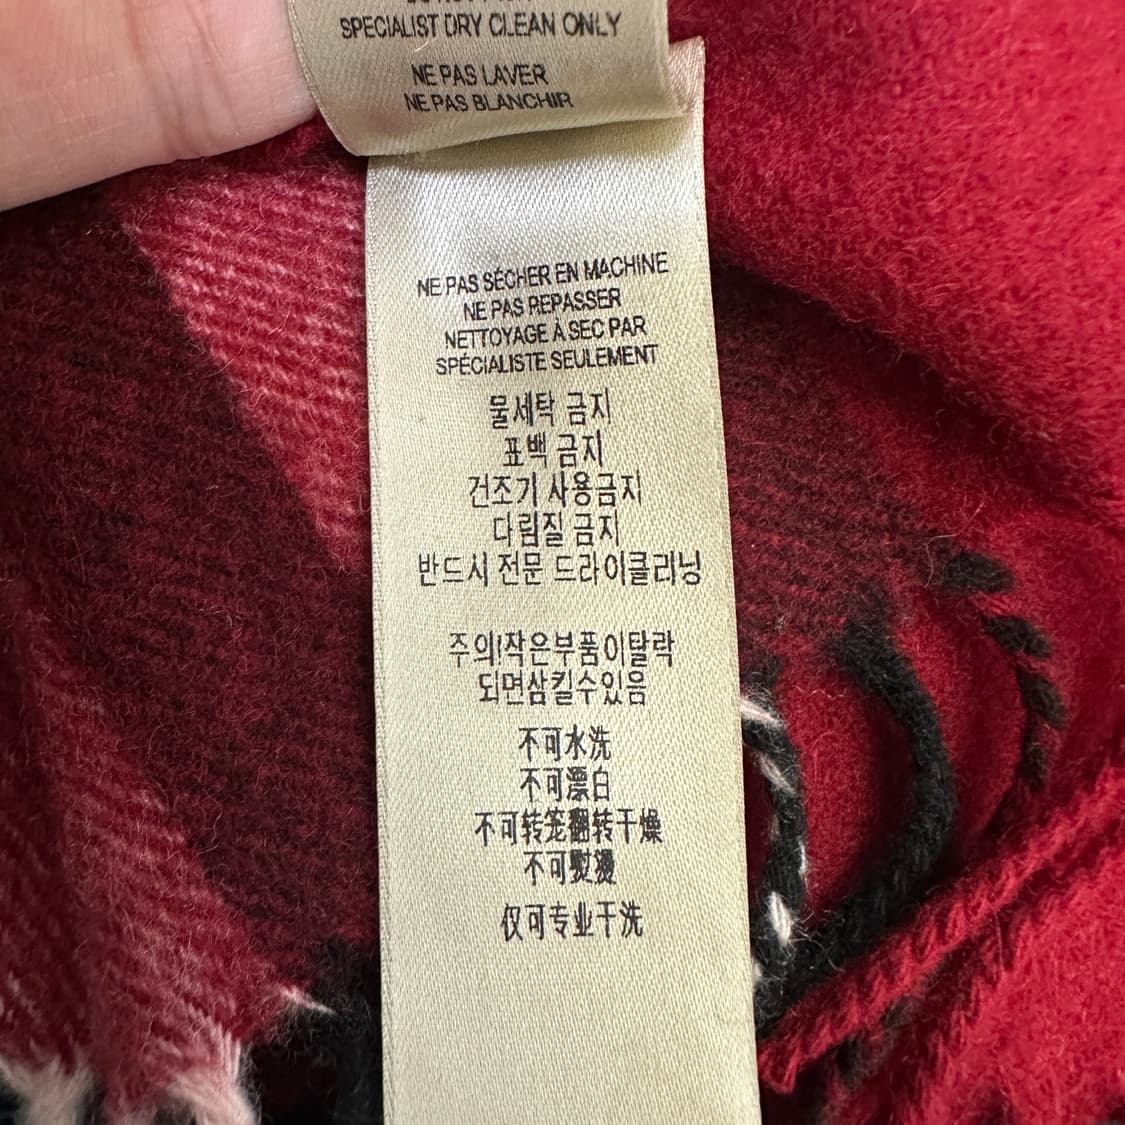 SPECIALIST DRY CLEAN ONLY
NE PAS LAVER
NE PAS BLANCHIR
NE PAS SÉCHER EN MACHINE
NE PAS REPASSER
NETTOYAGE À SEC PAR
SPÉCIALISTE SEULEMENT
물세탁 금지
표백 금지
건조기 사용금지
다림질 금지
반드시 전문 드라이클리닝
주의!작은부품이탈락
되면삼킬수있음
不可水洗
不可漂白
不可转笼翻转干燥
不可熨烫
仅可专业干洗